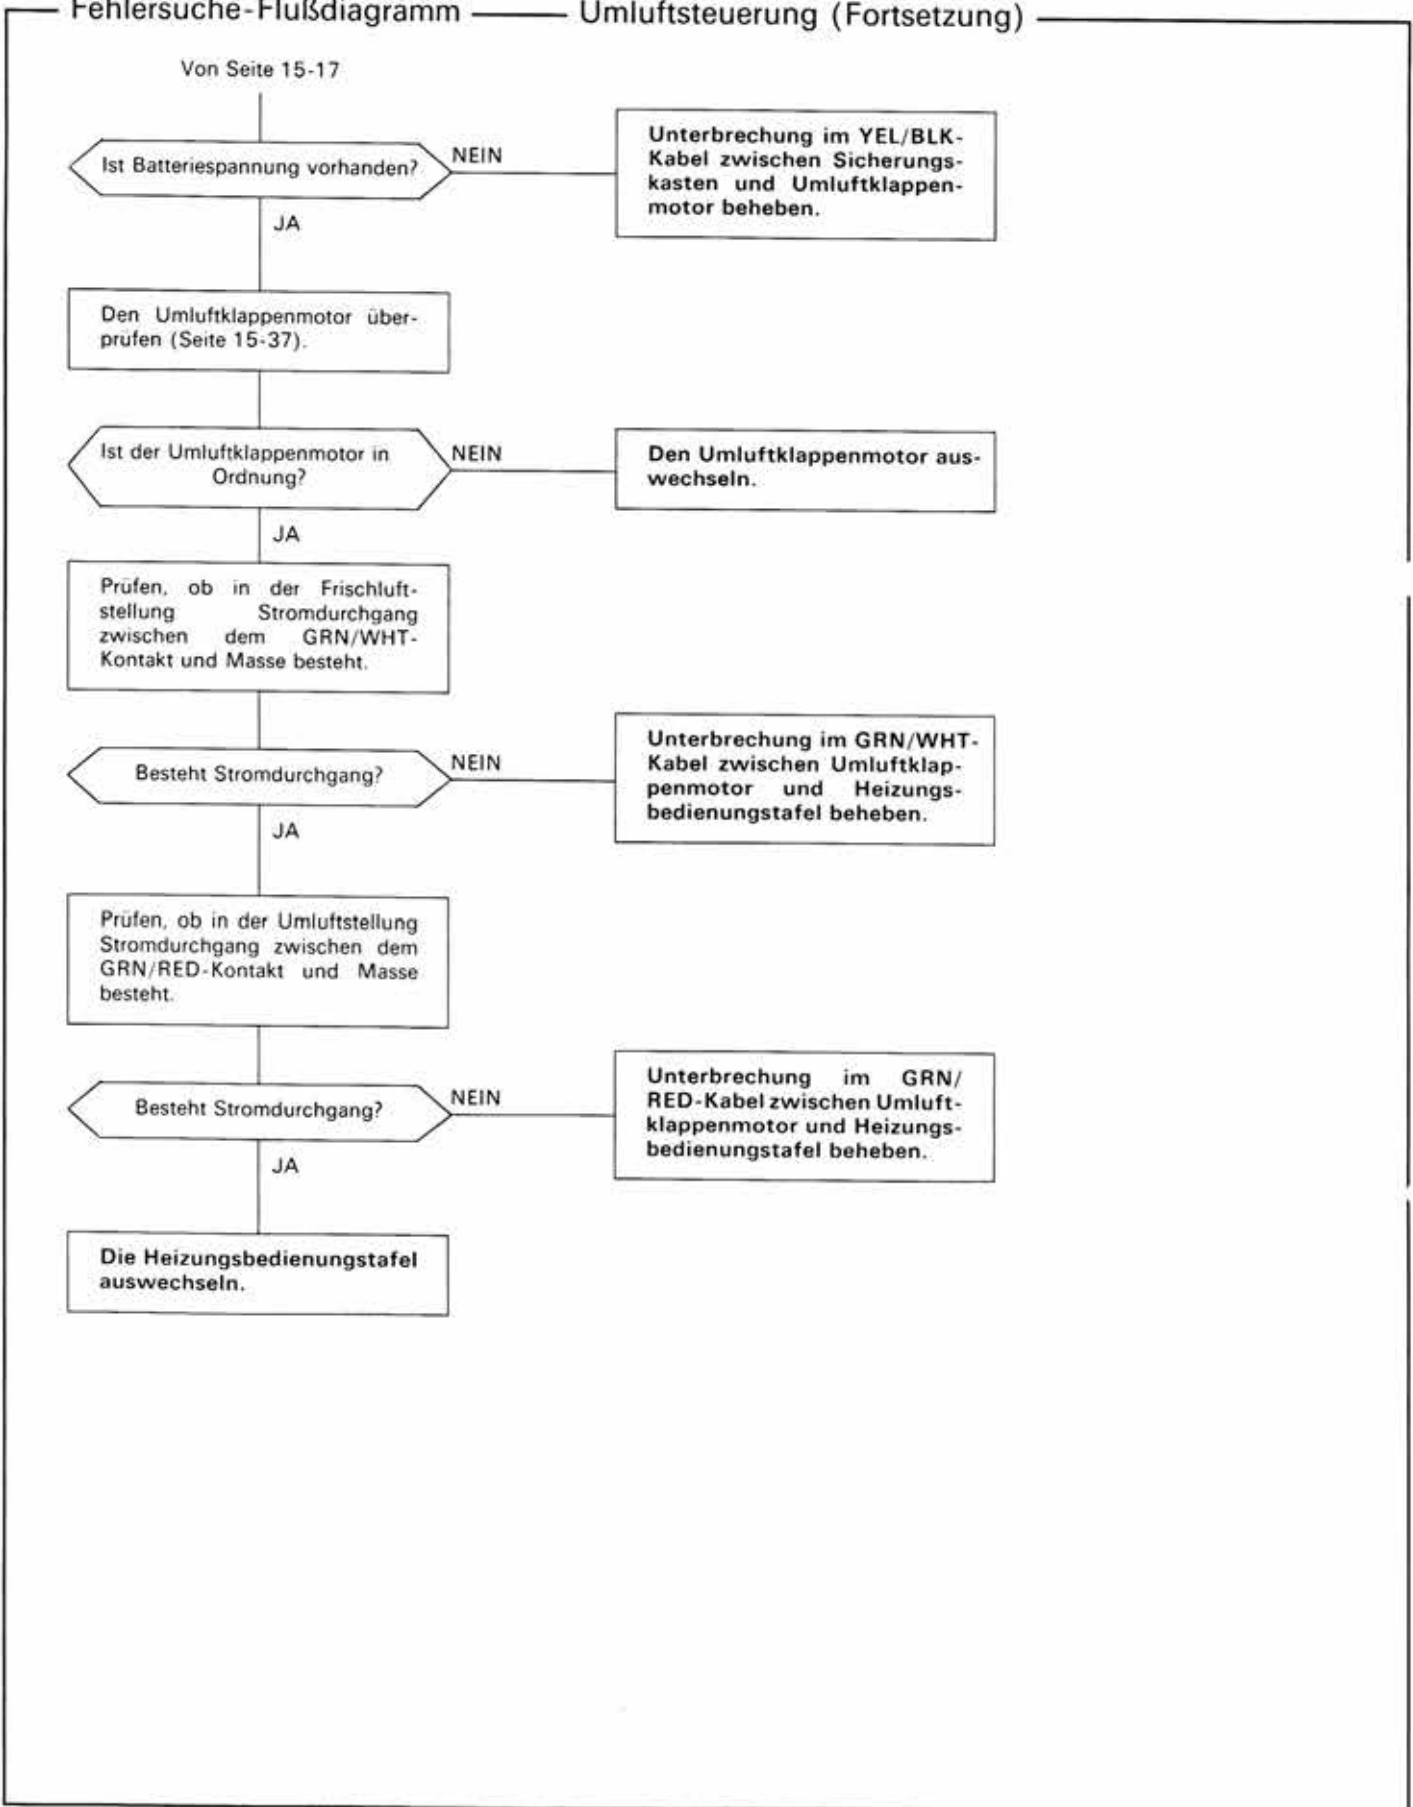 Fehlersuche-Flußdiagramm Umluftsteuerung (Fortsetzung)
Von Seite 15-17
Ist Batteriespannung vorhanden?
NEIN
Unterbrechung im YEL/BLK-
Kabel zwischen Sicherungs-
kasten und Umluftklappen-
motor beheben.
JA
Den Umluftklappenmotor über-
prüfen (Seite 15-37).
Ist der Umluftklappenmotor in
Ordnung?
NEIN
Den Umluftklappenmotor aus-
wechseln.
JA
Prüfen, ob in der Frischluft-
stellung Stromdurchgang
zwischen dem GRN/WHT-
Kontakt und Masse besteht.
Besteht Stromdurchgang?
NEIN
Unterbrechung im GRN/WHT-
Kabel zwischen Umluftklap-
penmotor und Heizungs-
bedienungstafel beheben.
JA
Prüfen, ob in der Umluftstellung
Stromdurchgang zwischen dem
GRN/RED-Kontakt und Masse
besteht.
Besteht Stromdurchgang?
NEIN
Unterbrechung im GRN/
RED-Kabel zwischen Umluft-
klappenmotor und Heizungs-
bedienungstafel beheben.
JA
Die Heizungsbedienungstafel
auswechseln.